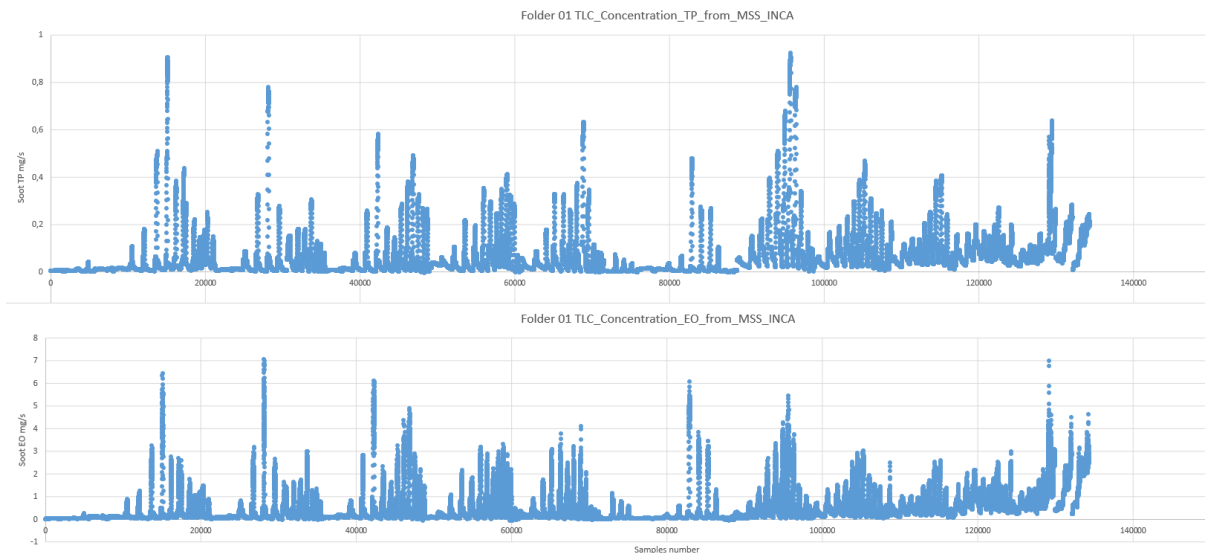 Folder 01 TLC_Concentration_TP_from_MSS_INCA
1
0,8
0,6
0,4
0,2
0
Soot TP mg/s
0 20000 40000 60000 80000 100000 120000 140000
Folder 01 TLC_Concentration_EO_from_MSS_INCA
8
7
6
5
4
3
2
1
0
-1
Soot EO mg/s
0 20000 40000 60000 80000 100000 120000 140000
Samples number